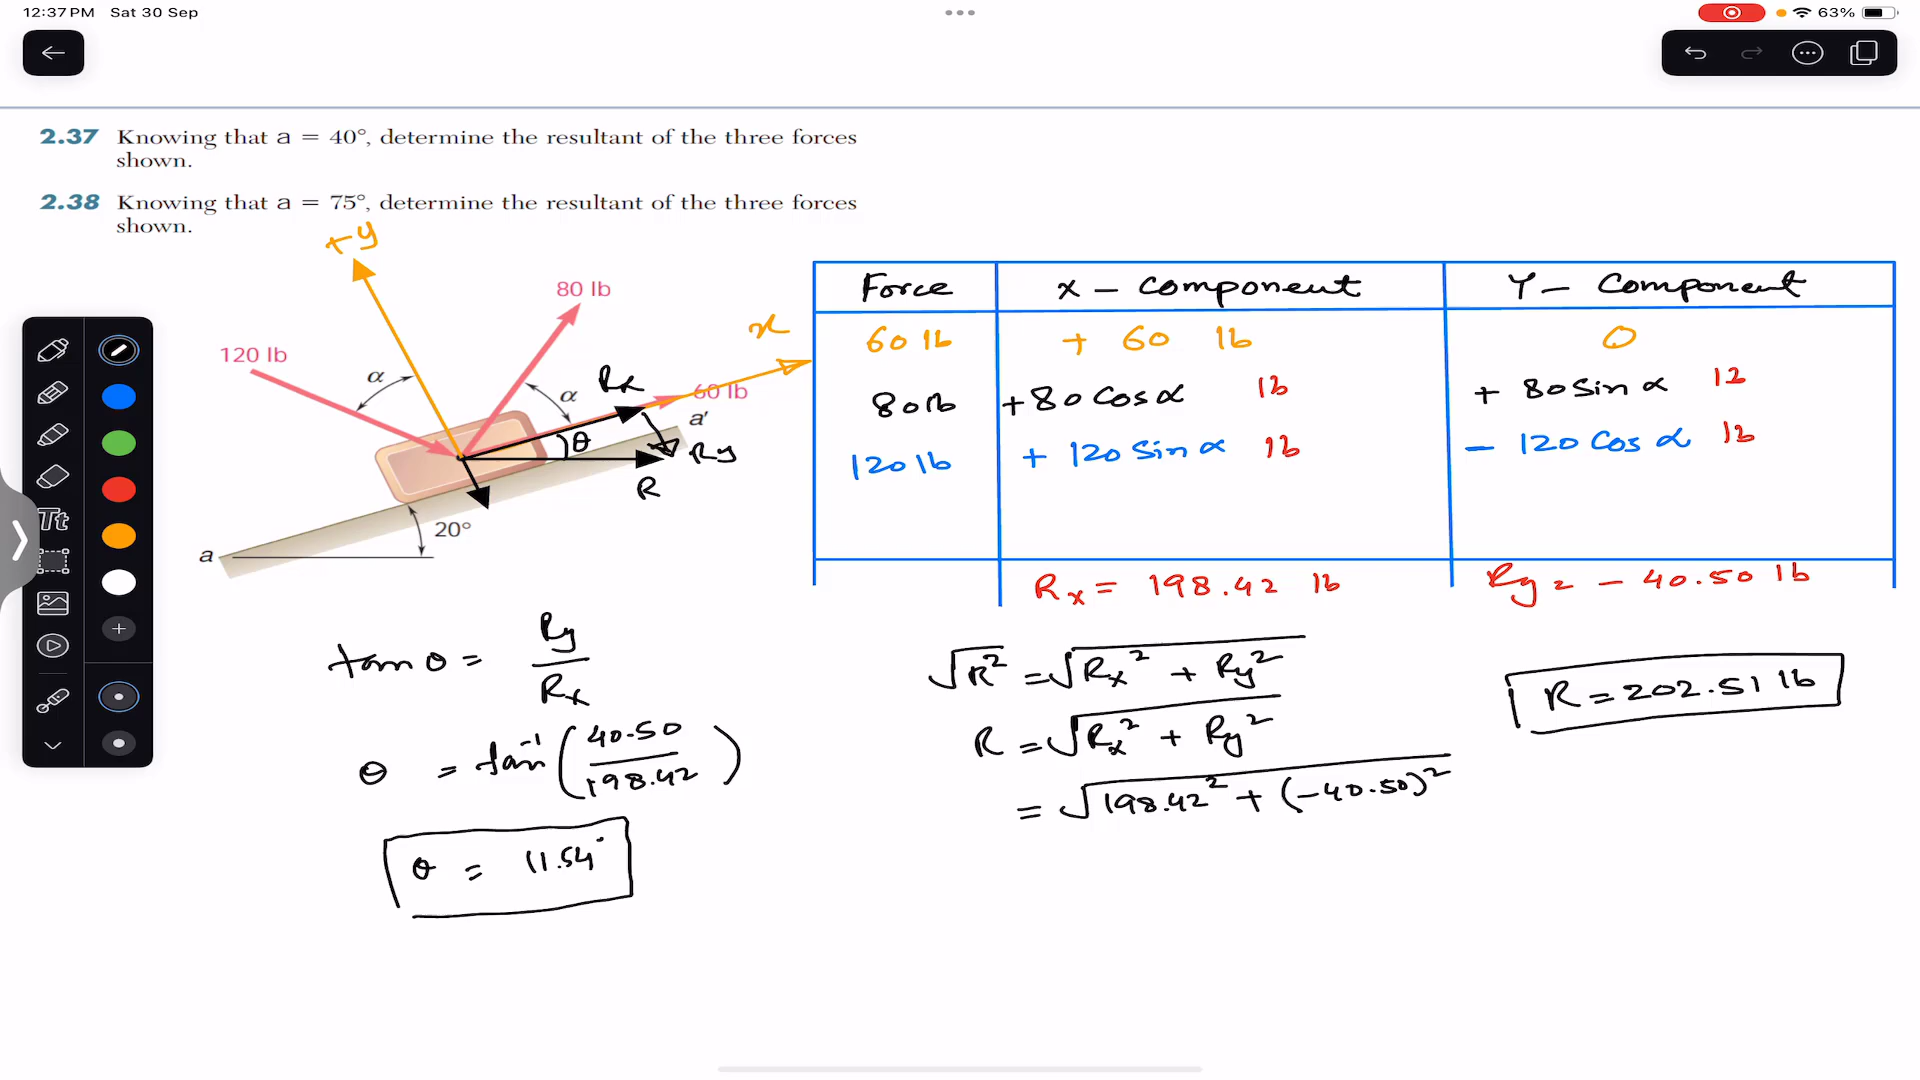 12:37 PM Sat 30 Sep
63%
2.37 Knowing that a = 40°, determine the resultant of the three forces
shown.
2.38 Knowing that a = 75°, determine the resultant of the three forces
shown.
+y
80 lb
120 lb
α
α
Rx
x
60 lb
a'
θ
Ry
R
20°
a
Force
X - Component
Y - Component
60 lb
+ 60 lb
0
80 lb
+80 Cos α lb
+ 80 Sin α lb
120 lb
+ 120 Sin α lb
- 120 Cos α lb
Rx = 198.42 lb
Ry = - 40.50 lb
tan θ = Ry / Rx
θ = tan⁻¹ (40.50 / 198.42)
θ = 11.54°
√R² = √Rx² + Ry²
R = √Rx² + Ry²
= √198.42² + (-40.50)²
R = 202.51 lb
Tt